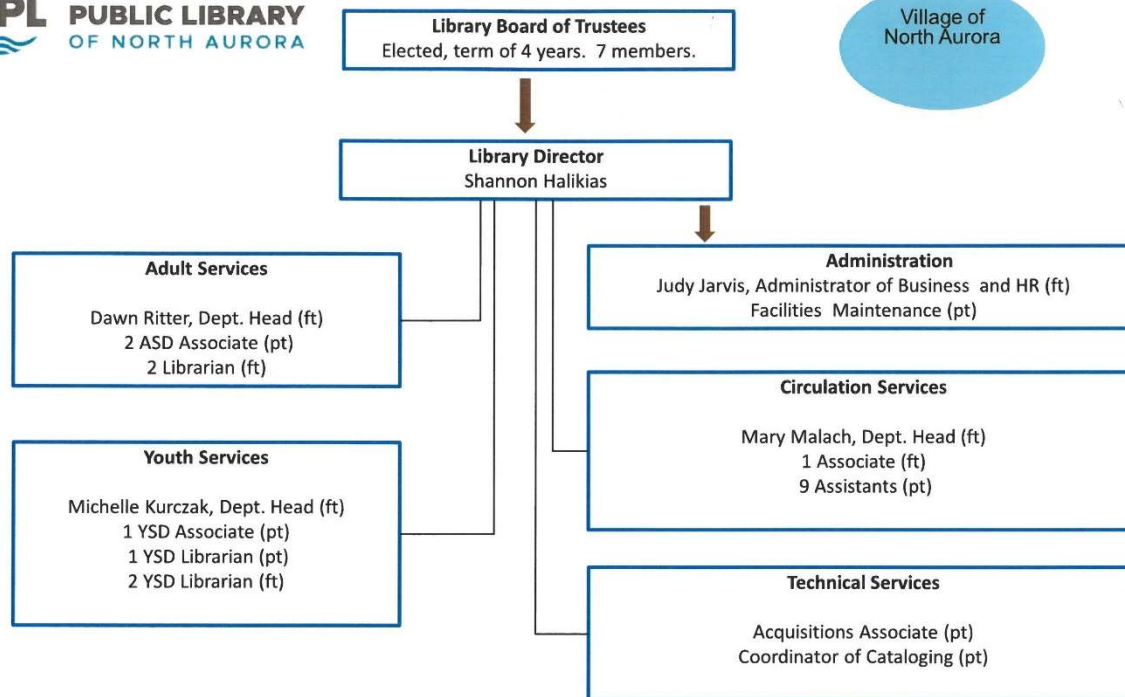 PL PUBLIC LIBRARY
OF NORTH AURORA
Library Board of Trustees
Elected, term of 4 years. 7 members.
Village of
North Aurora
Library Director
Shannon Halikias
Adult Services
Dawn Ritter, Dept. Head (ft)
2 ASD Associate (pt)
2 Librarian (ft)
Administration
Judy Jarvis, Administrator of Business and HR (ft)
Facilities Maintenance (pt)
Youth Services
Michelle Kurczak, Dept. Head (ft)
1 YSD Associate (pt)
1 YSD Librarian (pt)
2 YSD Librarian (ft)
Circulation Services
Mary Malach, Dept. Head (ft)
1 Associate (ft)
9 Assistants (pt)
Technical Services
Acquisitions Associate (pt)
Coordinator of Cataloging (pt)